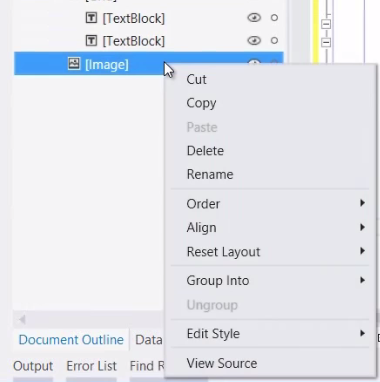 [TextBlock]
[TextBlock]
[Image]
Cut
Copy
Paste
Delete
Rename
Order
Align
Reset Layout
Group Into
Ungroup
Edit Style
View Source
Document Outline Data
Output Error List Find